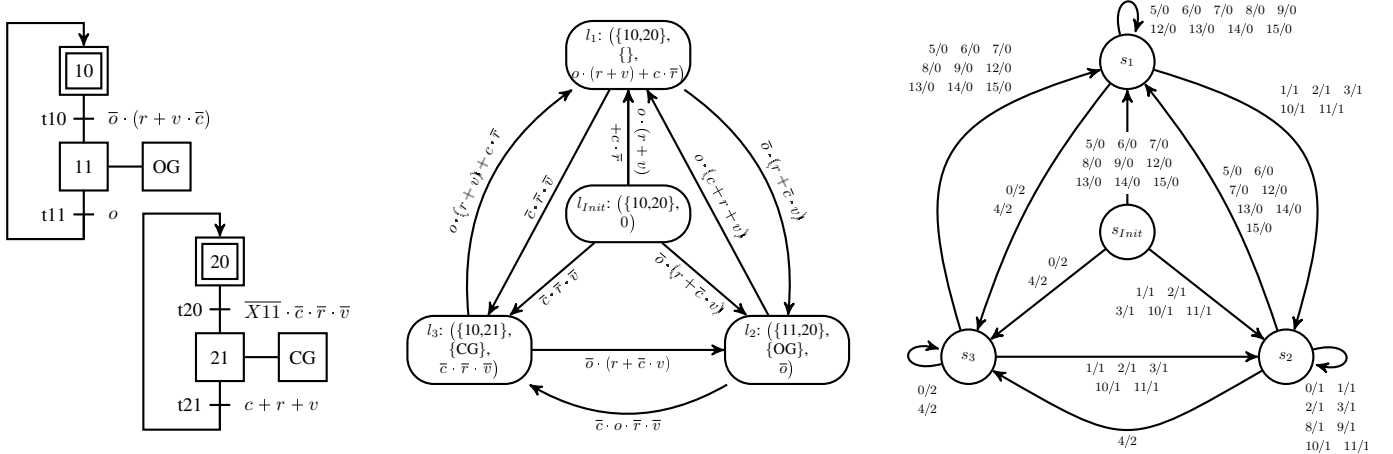 10
t10
o̅ · (r + v · c̅)
11
OG
t11
o
20
t20
X̅1̅1̅ · c̅ · r̅ · v̅
21
CG
t21
c + r + v
l₁: ({10,20},
{},
o · (r + v) + c · r̅)
o · (r + v) + c · r̅
c̅ · r̅ · v̅
o · (r + v)
+c · r̅
o · (c + r + v)
o̅ · (r + c̅ · v)
l_Init: ({10,20},
0)
c̅ · r̅ · v̅
o̅ · (r + c̅ · v)
l₃: ({10,21},
{CG},
c̅ · r̅ · v̅)
o̅ · (r + c̅ · v)
l₂: ({11,20},
{OG},
o̅)
c̅ · o · r̅ · v̅
5/0 6/0 7/0 8/0 9/0
12/0 13/0 14/0 15/0
s₁
5/0 6/0 7/0
8/0 9/0 12/0
13/0 14/0 15/0
1/1 2/1 3/1
10/1 11/1
5/0 6/0 7/0
8/0 9/0 12/0
13/0 14/0 15/0
0/2
4/2
5/0 6/0
7/0 12/0
13/0 14/0
15/0
s_Init
0/2
4/2
1/1 2/1
3/1 10/1 11/1
s₃
1/1 2/1 3/1
10/1 11/1
s₂
0/2
4/2
4/2
0/1 1/1
2/1 3/1
8/1 9/1
10/1 11/1